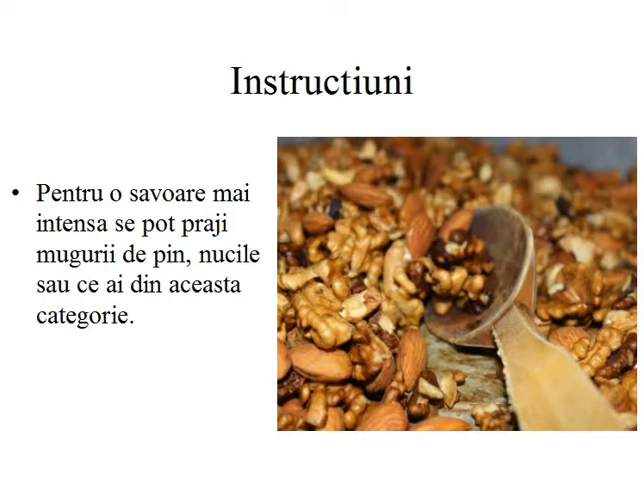 Instructiuni
• Pentru o savoare mai
intensa se pot praji
mugurii de pin, nucile
sau ce ai din aceasta
categorie.